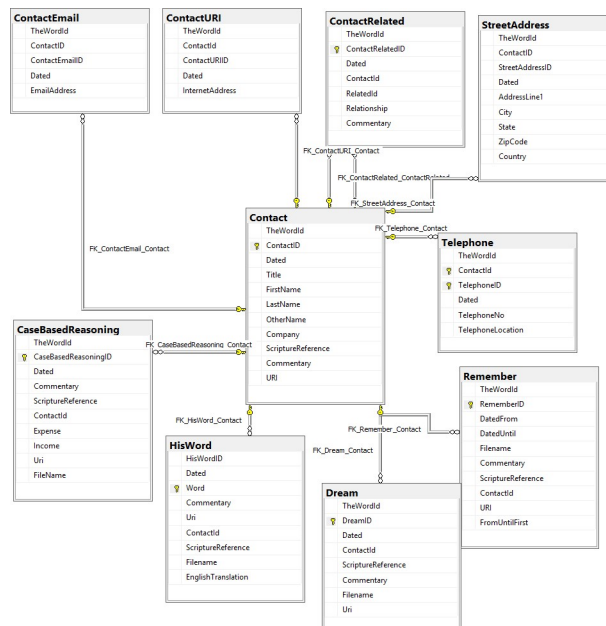 ContactEmail
TheWordId
ContactID
ContactEmailID
Dated
EmailAddress
ContactURI
TheWordId
ContactId
ContactURIID
Dated
InternetAddress
ContactRelated
TheWordId
ContactRelatedID
Dated
ContactId
RelatedId
Relationship
Commentary
StreetAddress
TheWordId
ContactID
StreetAddressID
Dated
AddressLine1
City
State
ZipCode
Country
FK_ContactURI_Contact
FK_ContactRelated_ContactRelated
FK_StreetAddress_Contact
FK_Telephone_Contact
FK_ContactEmail_Contact
Contact
TheWordId
ContactID
Dated
Title
FirstName
LastName
OtherName
Company
ScriptureReference
Commentary
URI
Telephone
TheWordId
ContactId
TelephoneID
Dated
TelephoneNo
TelephoneLocation
CaseBasedReasoning
TheWordId
CaseBasedReasoningID
Dated
Commentary
ScriptureReference
ContactId
Expense
Income
Uri
FileName
FK_CaseBasedReasoning_Contact
FK_HisWord_Contact
FK_Remember_Contact
FK_Dream_Contact
Remember
TheWordId
RememberID
DatedFrom
DatedUntil
Filename
Commentary
ScriptureReference
ContactId
URI
FromUntilFirst
HisWord
HisWordID
Dated
Word
Commentary
Uri
ContactId
ScriptureReference
Filename
EnglishTranslation
Dream
TheWordId
DreamID
Dated
ContactId
ScriptureReference
Commentary
Filename
Uri